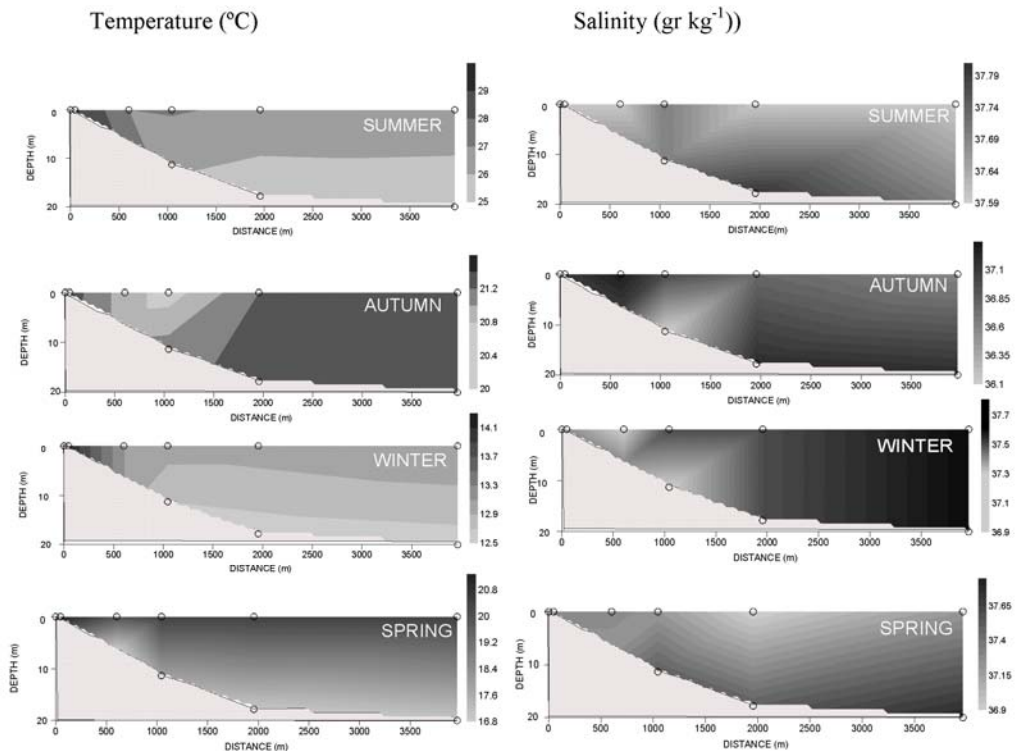 Temperature (ºC)
Salinity (gr kg⁻¹))
SUMMER
DEPTH (m)
0
10
20
0 500 1000 1500 2000 2500 3000 3500
DISTANCE (m)
29
28
27
26
25
SUMMER
DEPTH (m)
0
10
20
0 500 1000 1500 2000 2500 3000 3500
DISTANCE(m)
37.79
37.74
37.69
37.64
37.59
AUTUMN
DEPTH (m)
0
10
20
0 500 1000 1500 2000 2500 3000 3500
DISTANCE (m)
21.2
20.8
20.4
20
AUTUMN
DEPTH (m)
0
10
20
0 500 1000 1500 2000 2500 3000 3500
DISTANCE (m)
37.1
36.85
36.6
36.35
36.1
WINTER
DEPTH (m)
0
10
20
0 500 1000 1500 2000 2500 3000 3500
DISTANCE (m)
14.1
13.7
13.3
12.9
12.5
WINTER
DEPTH (m)
0
10
20
0 500 1000 1500 2000 2500 3000 3500
DISTANCE (m)
37.7
37.5
37.3
37.1
36.9
SPRING
DEPTH (m)
0
10
20
0 500 1000 1500 2000 2500 3000 3500
DISTANCE (m)
20.8
20
19.2
18.4
17.6
16.8
SPRING
DEPTH (m)
0
10
20
0 500 1000 1500 2000 2500 3000 3500
DISTANCE (m)
37.65
37.4
37.15
36.9